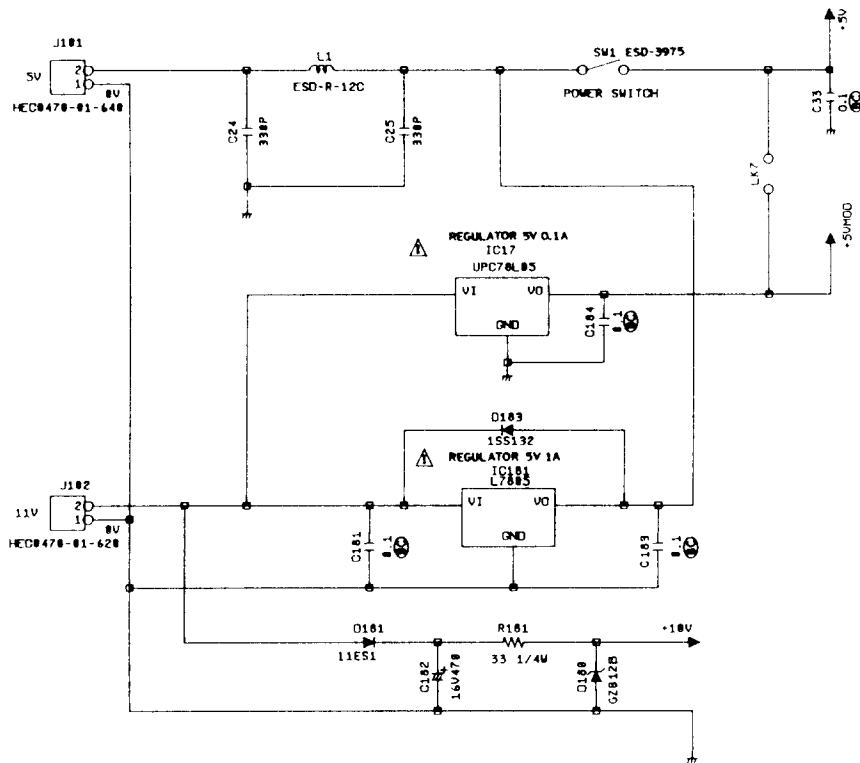 +5V
J101
5V
2
1
0V
HEC0470-01-640
L1
ESD-R-12C
SW1 ESD-3975
POWER SWITCH
C24
330P
C25
330P
C33
0.1
LK7
+5VMOD
REGULATOR 5V 0.1A
IC17
UPC78L05
VI
VO
GND
C104
0.1
D103
1SS132
REGULATOR 5V 1A
IC101
L7805
VI
VO
GND
J102
11V
2
1
0V
HEC0470-01-620
C101
0.1
C103
0.1
D101
11ES1
R101
33 1/4W
+10V
C102
+
16V470
D100
GZB12B